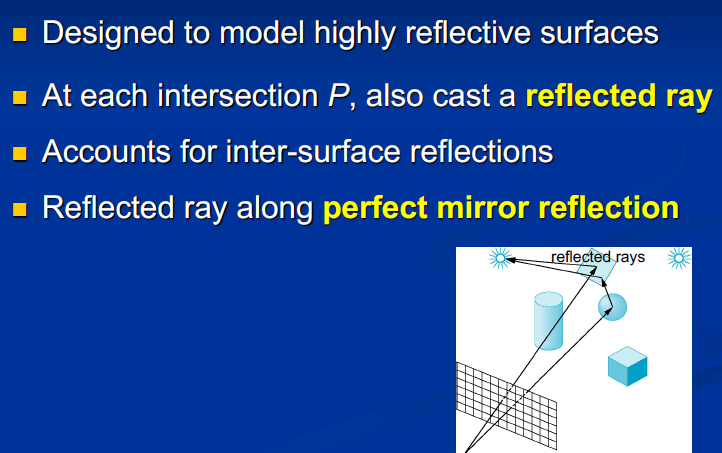 Designed to model highly reflective surfaces
At each intersection P, also cast a reflected ray
Accounts for inter-surface reflections
Reflected ray along perfect mirror reflection
reflected rays